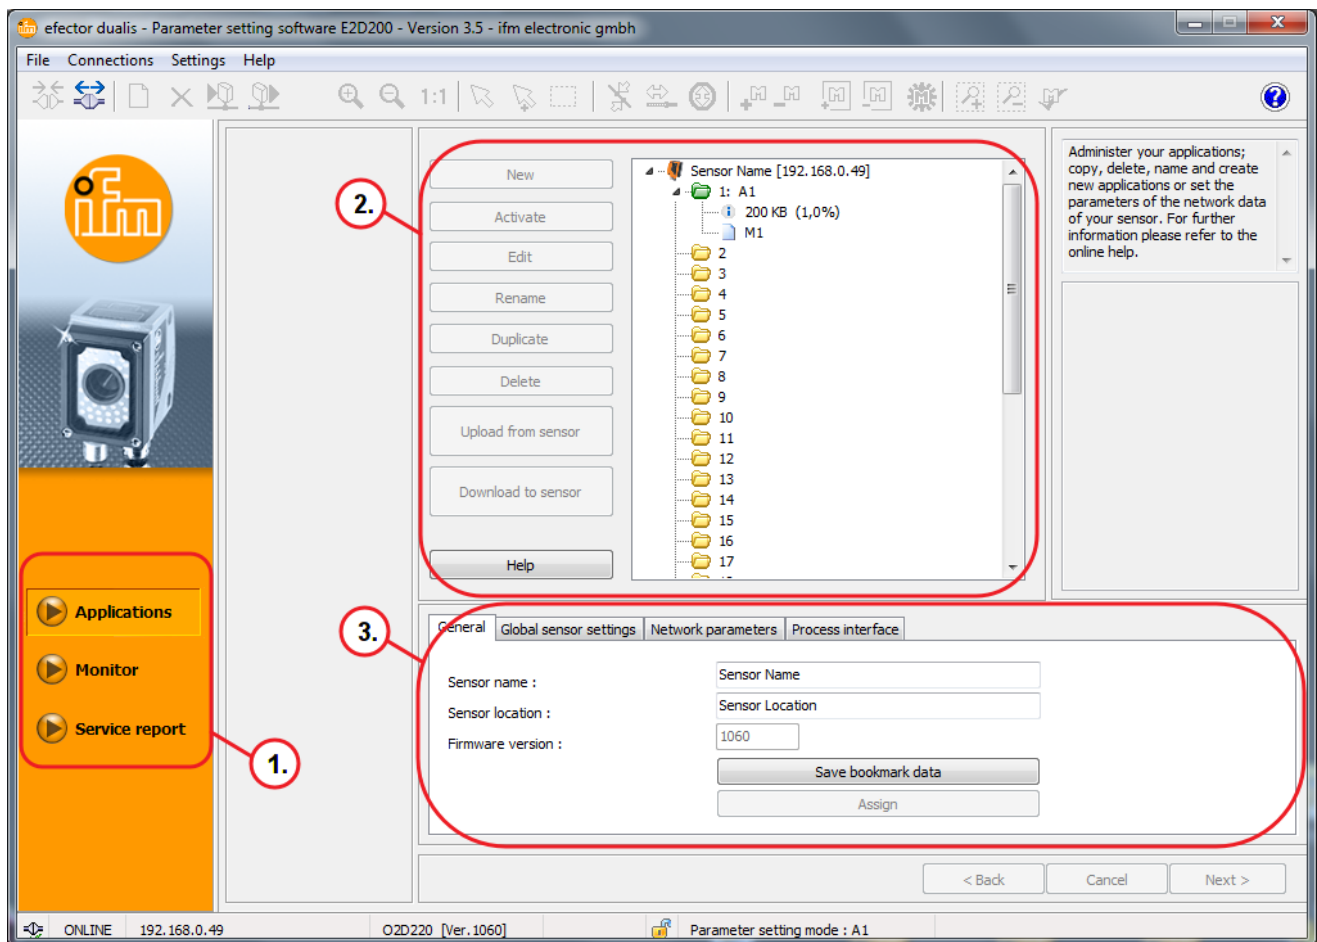 efector dualis - Parameter setting software E2D200 - Version 3.5 - ifm electronic gmbh
File Connections Settings Help
1:1
ifm
New
Activate
Edit
Rename
Duplicate
Delete
Upload from sensor
Download to sensor
Help
2.
Sensor Name [192.168.0.49]
1: A1
200 KB (1,0%)
M1
2
3
4
5
6
7
8
9
10
11
12
13
14
15
16
17
Administer your applications;
copy, delete, name and create
new applications or set the
parameters of the network data
of your sensor. For further
information please refer to the
online help.
Applications
Monitor
Service report
1.
3.
General Global sensor settings Network parameters Process interface
Sensor name : Sensor Name
Sensor location : Sensor Location
Firmware version : 1060
Save bookmark data
Assign
< Back Cancel Next >
ONLINE 192.168.0.49 O2D220 [Ver.1060] Parameter setting mode : A1